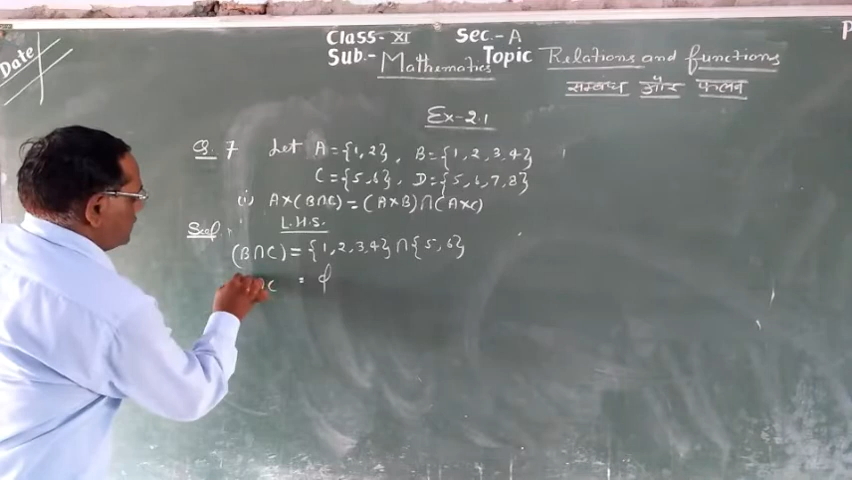 Class- XI Sec.- A
Date
Sub.- Mathematics Topic Relations and functions
सम्बन्ध और फलन
Ex-2.1
Q. 7 Let A={1,2}, B={1,2,3,4}
C={5,6}, D={5,6,7,8}
(i) A×(B∩C)=(A×B)∩(A×C)
L.H.S.
(B∩C)={1,2,3,4}∩{5,6}
∩C = ϕ